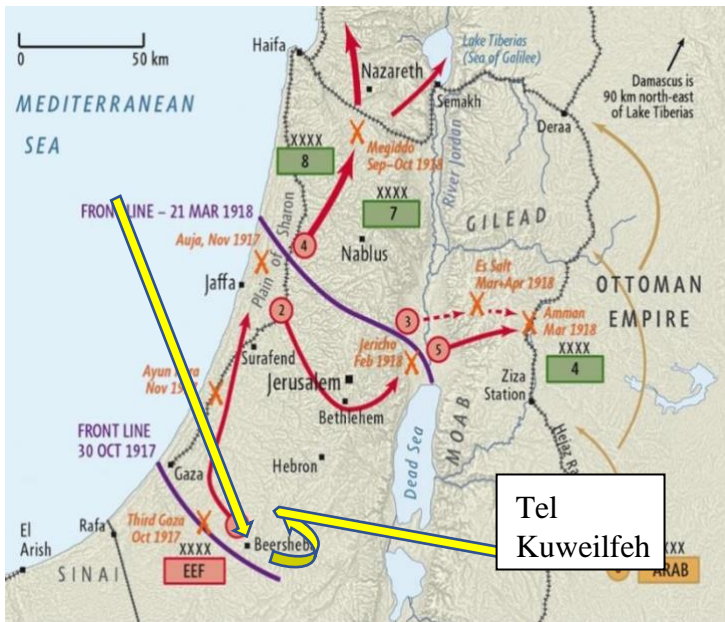 0
50 km
Haifa
Lake Tiberias
(Sea of Galilee)
Nazareth
Damascus is
90 km north-east
of Lake Tiberias
MEDITERRANEAN
SEA
Semakh
Deraa
Megiddo
Sep–Oct 1918
XXXX
8
River Jordan
XXXX
7
FRONT LINE – 21 MAR 1918
Plain of Sharon
GILEAD
Auja, Nov 1917
4
Nablus
Es Salt
Mar+Apr 1918
Jaffa
OTTOMAN
EMPIRE
2
3
Amman
Mar 1918
Jericho
Feb 1918
5
XXXX
4
Surafend
Ayun
Nov
Jerusalem
Bethlehem
Ziza
Station
MOAB
FRONT LINE
30 OCT 1917
Hebron
Dead Sea
Hejaz
Gaza
El
Arish
Rafa
Third Gaza
Oct 1917
Tel
Kuweilfeh
XXXX
EEF
SINAI
XXXX
ARAB